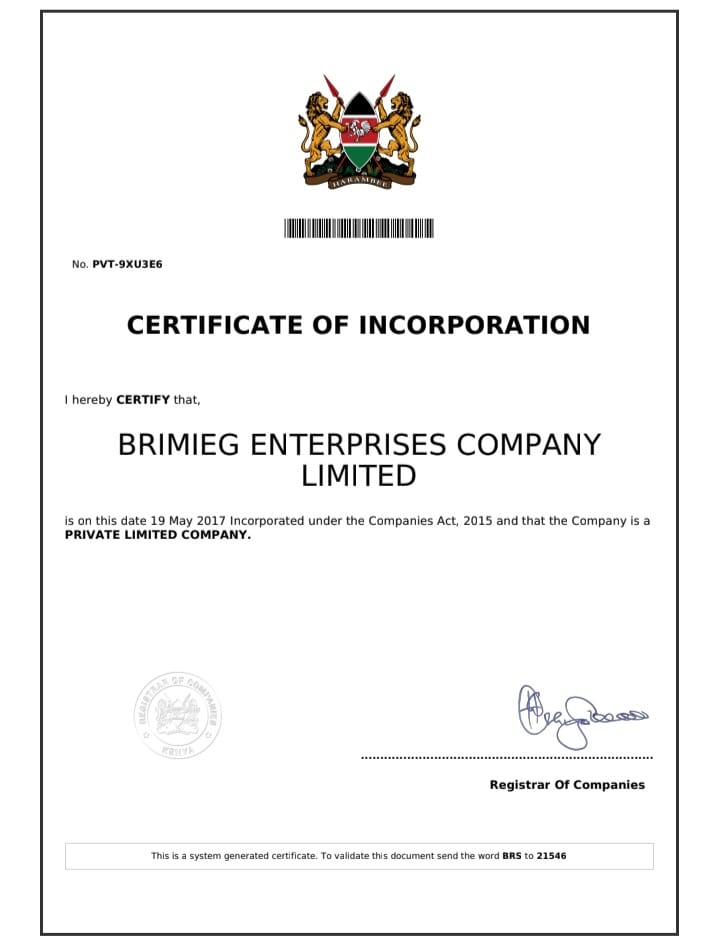 HARAMBEE
No. PVT-9XU3E6
CERTIFICATE OF INCORPORATION
I hereby CERTIFY that,
BRIMIEG ENTERPRISES COMPANY
LIMITED
is on this date 19 May 2017 Incorporated under the Companies Act, 2015 and that the Company is a
PRIVATE LIMITED COMPANY.
REGISTRAR OF COMPANIES
KENYA
Registrar Of Companies
This is a system generated certificate. To validate this document send the word BRS to 21546